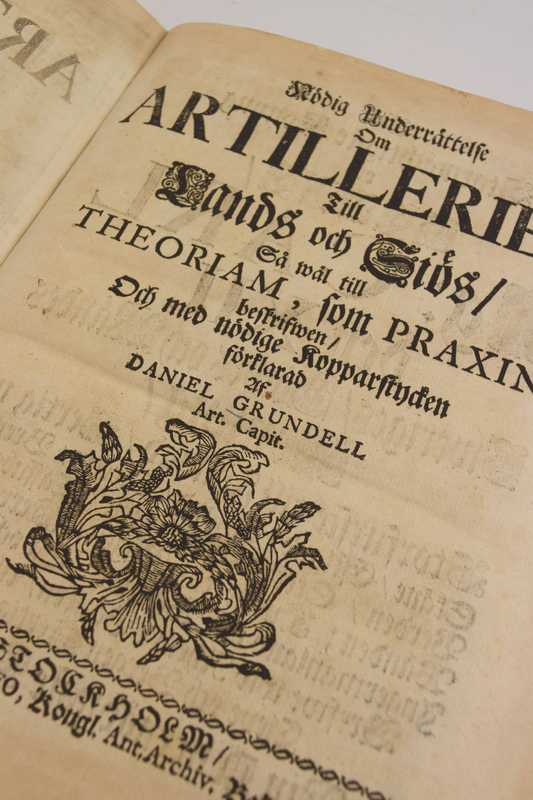 Nödig Underrättelse
Om
ARTILLERIE
Till
Lands och Siös/
Så wäl till
THEORIAM, som PRAXIN
beskrifwen/
Och med nödige Kopparstycken
förklarad
Af
DANIEL GRUNDELL
Art. Capit.
STOCKHOLM/
Kongl. Ant. Archiv.